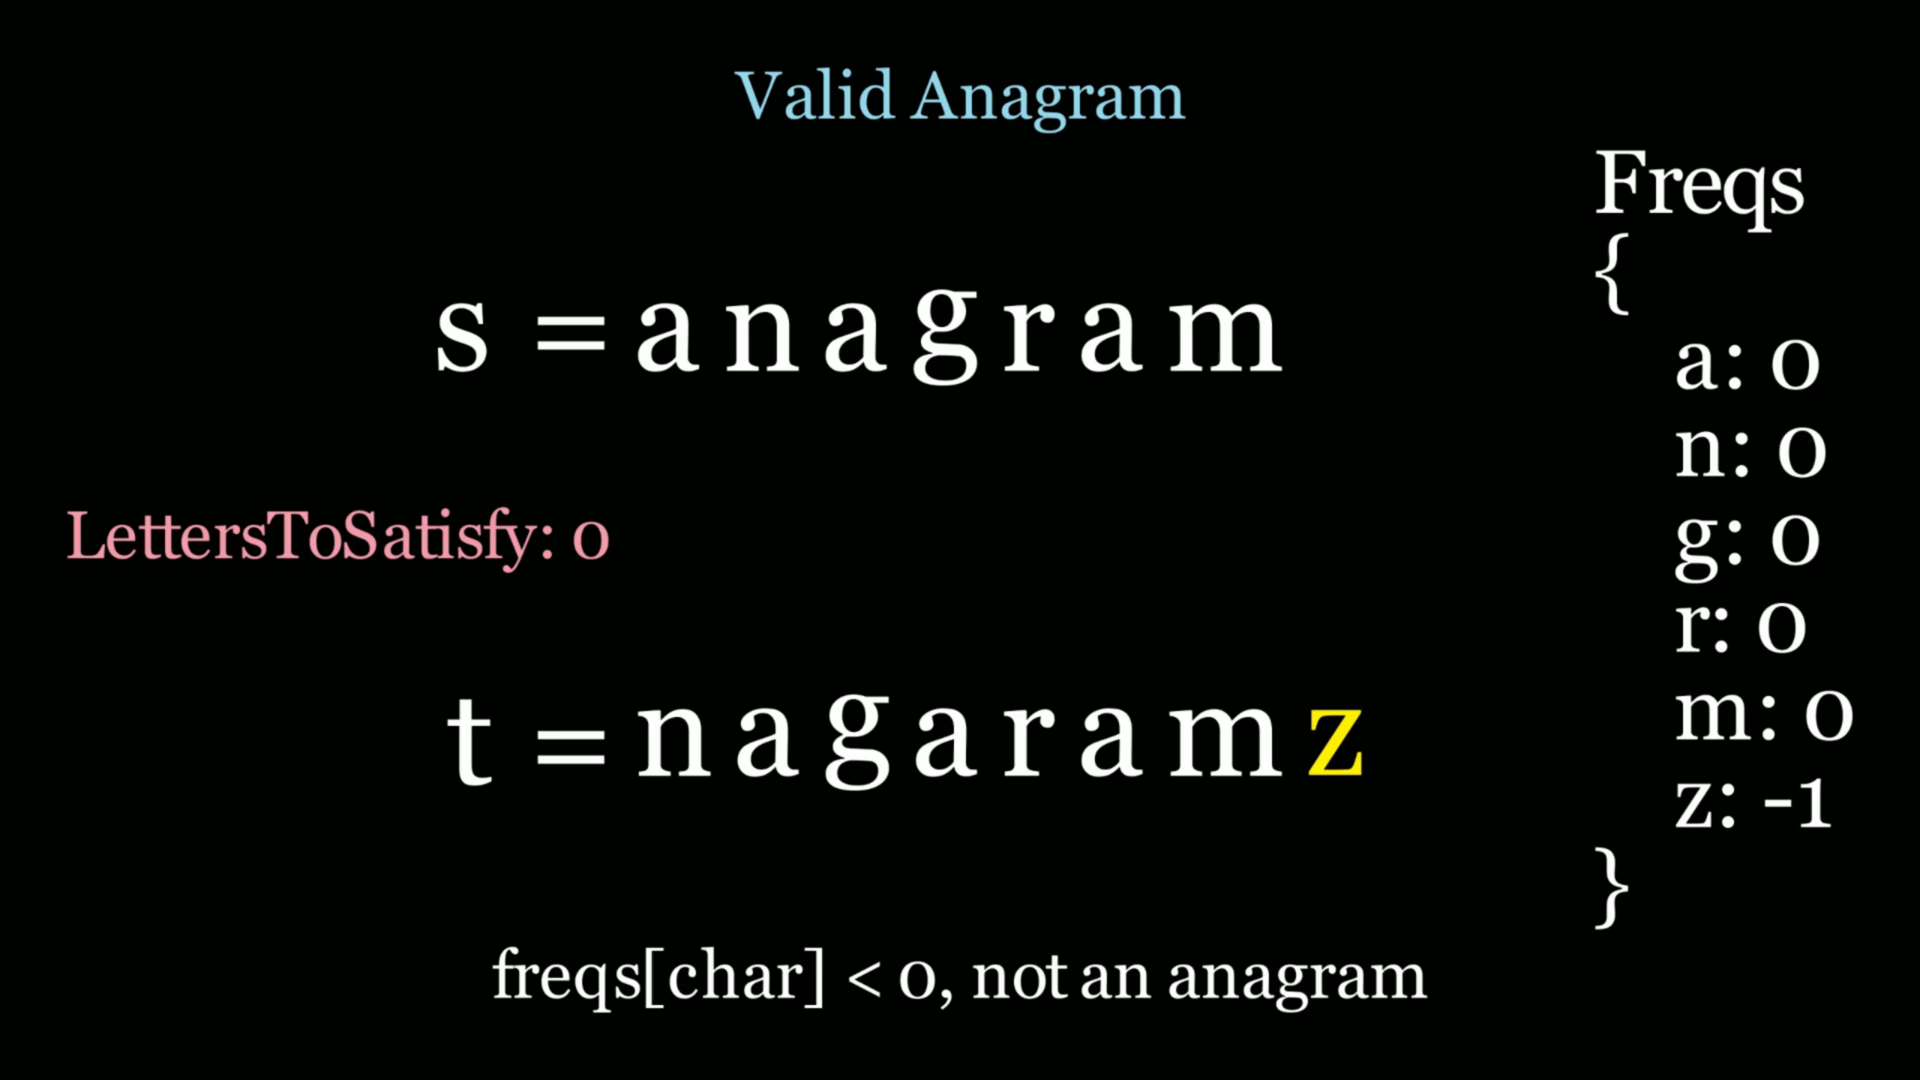 Valid Anagram
s = a n a g r a m
LettersToSatisfy: 0
t = n a g a r a m z
freqs[char] < 0, not an anagram
Freqs
{
a: 0
n: 0
g: 0
r: 0
m: 0
z: -1
}